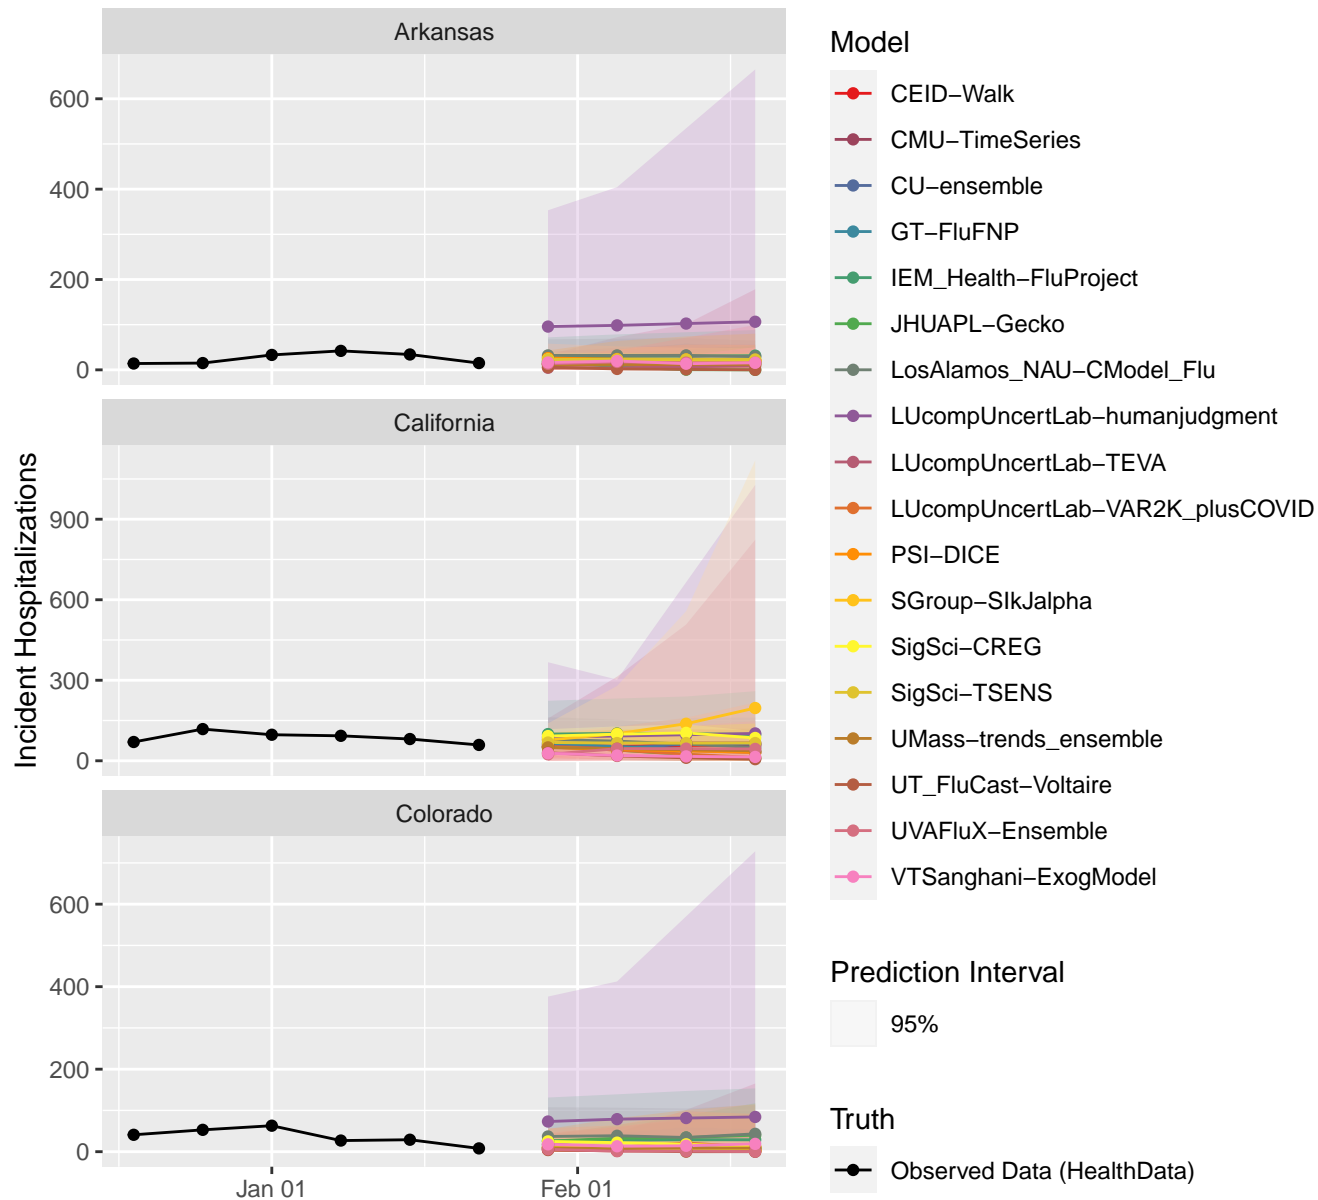 Arkansas
600
400
200
0
California
900
600
300
0
Colorado
600
400
200
0
Jan 01
Feb 01
Incident Hospitalizations
Model
CEID−Walk
CMU−TimeSeries
CU−ensemble
GT−FluFNP
IEM_Health−FluProject
JHUAPL−Gecko
LosAlamos_NAU−CModel_Flu
LUcompUncertLab−humanjudgment
LUcompUncertLab−TEVA
LUcompUncertLab−VAR2K_plusCOVID
PSI−DICE
SGroup−SIkJalpha
SigSci−CREG
SigSci−TSENS
UMass−trends_ensemble
UT_FluCast−Voltaire
UVAFluX−Ensemble
VTSanghani−ExogModel
Prediction Interval
95%
Truth
Observed Data (HealthData)